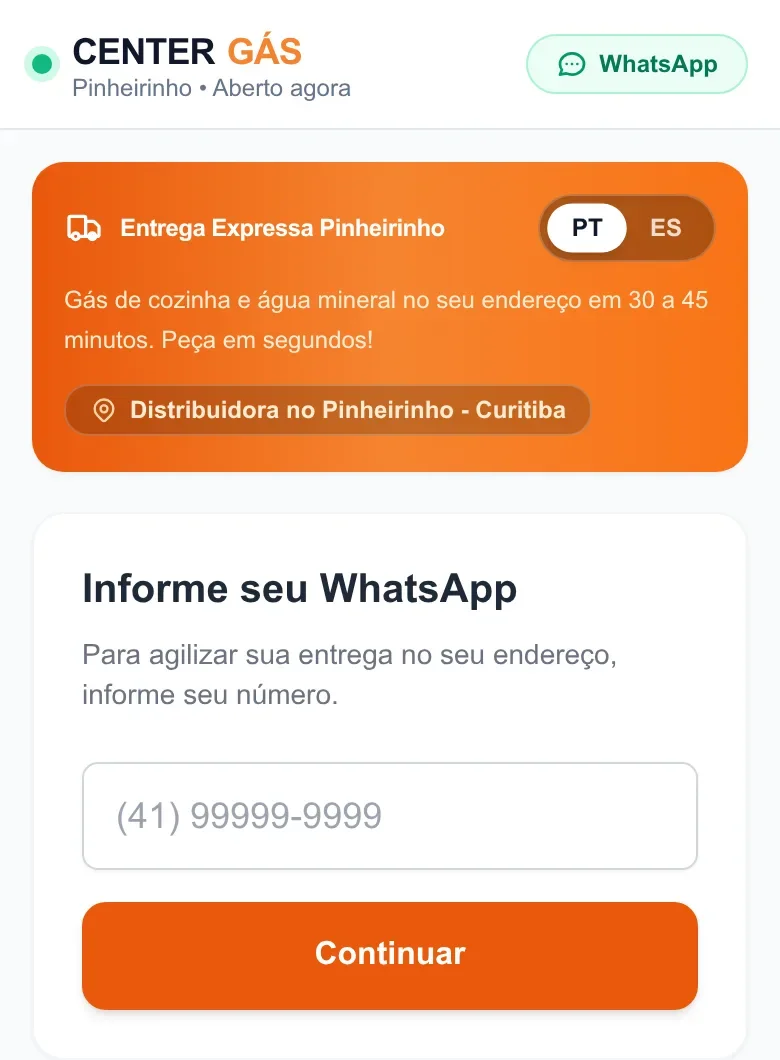 CENTER GÁS
Pinheirinho • Aberto agora
WhatsApp
Entrega Expressa Pinheirinho
PT
ES
Gás de cozinha e água mineral no seu endereço em 30 a 45
minutos. Peça em segundos!
Distribuidora no Pinheirinho - Curitiba
Informe seu WhatsApp
Para agilizar sua entrega no seu endereço,
informe seu número.
(41) 99999-9999
Continuar